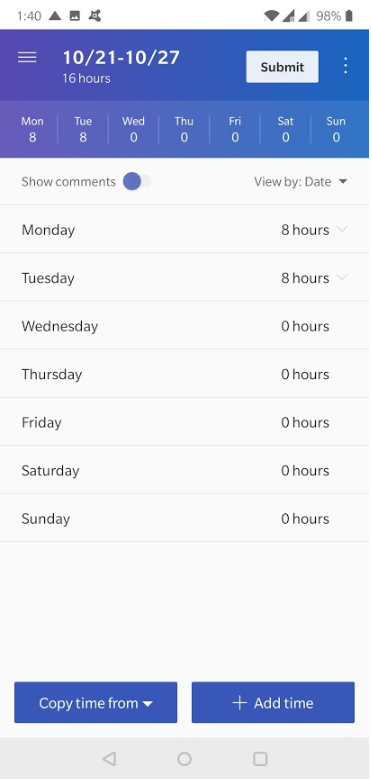 1:40 98%
10/21-10/27
16 hours
Submit
Mon Tue Wed Thu Fri Sat Sun
8 8 0 0 0 0 0
Show comments View by: Date
Monday 8 hours
Tuesday 8 hours
Wednesday 0 hours
Thursday 0 hours
Friday 0 hours
Saturday 0 hours
Sunday 0 hours
Copy time from + Add time